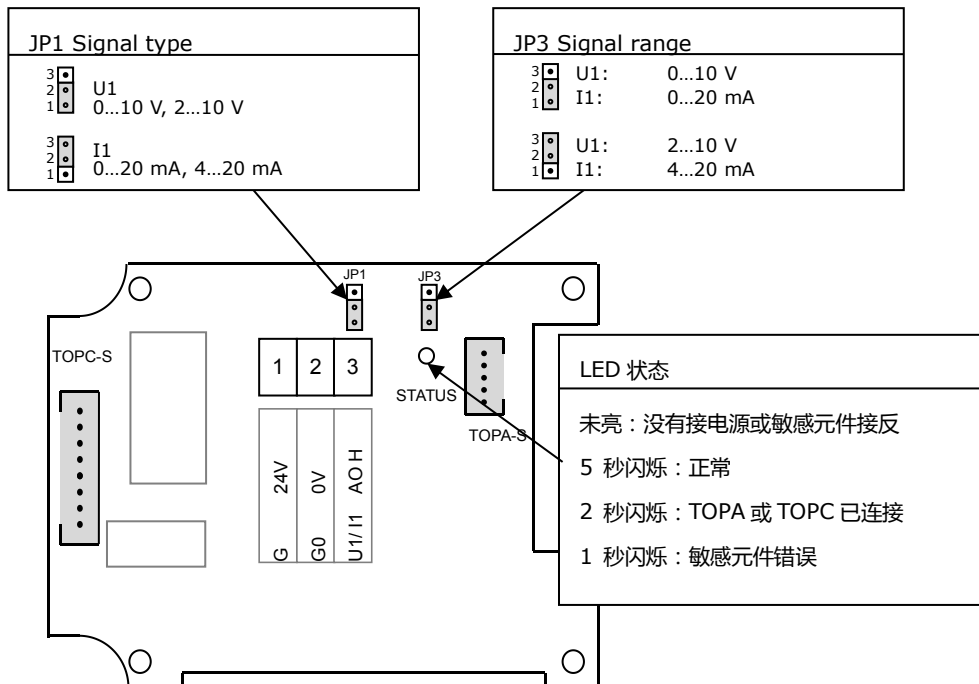 JP1 Signal type
3
2
1
U1
0...10 V, 2...10 V
3
2
1
I1
0...20 mA, 4...20 mA
JP3 Signal range
3
2
1
U1: 0...10 V
I1: 0...20 mA
3
2
1
U1: 2...10 V
I1: 4...20 mA
JP1
JP3
TOPC-S
1 2 3
STATUS
TOPA-S
G 24V
G0 0V
U1/ I1 AO H
LED 状态
未亮：没有接电源或敏感元件接反
5 秒闪烁：正常
2 秒闪烁：TOPA 或 TOPC 已连接
1 秒闪烁：敏感元件错误